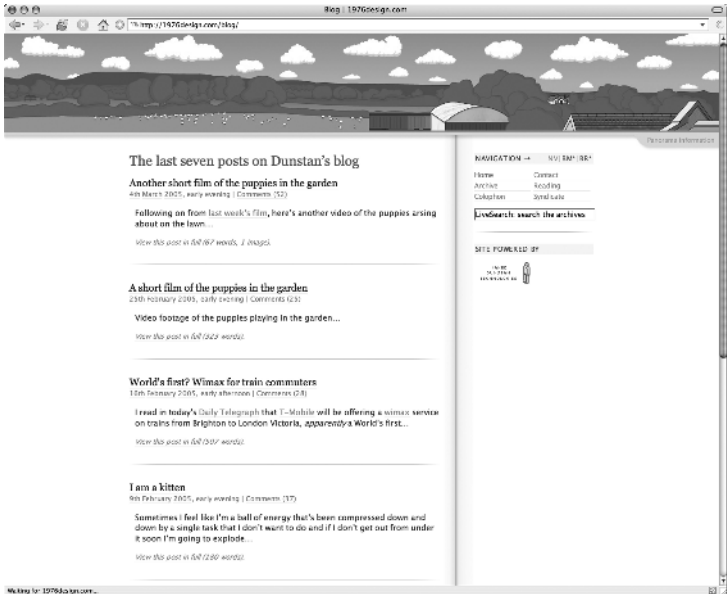 Blog | 1976design.com
http://1976design.com/blog/
Panorama Information
The last seven posts on Dunstan's blog
Another short film of the puppies in the garden
4th March 2005, early evening | Comments (52)
Following on from last week's film, here's another video of the puppies arsing
about on the lawn...
View this post in full (67 words, 1 image).
A short film of the puppies in the garden
25th February 2005, early evening | Comments (25)
Video footage of the puppies playing in the garden...
View this post in full (323 words).
World's first? Wimax for train commuters
16th February 2005, early afternoon | Comments (28)
I read in today's Daily Telegraph that T-Mobile will be offering a wimax service
on trains from Brighton to London Victoria, apparently a World's first...
View this post in full (507 words).
I am a kitten
9th February 2005, early evening | Comments (37)
Sometimes I feel like I'm a ball of energy that's been compressed down and
down by a single task that I don't want to do and if I don't get out from under
it soon I'm going to explode...
View this post in full (280 words).
NAVIGATION → NV| BM* | BR*
Home Contact
Archive Reading
Colophon Syndicate
LiveSearch: search the archives
SITE POWERED BY
Waiting for 1976design.com...